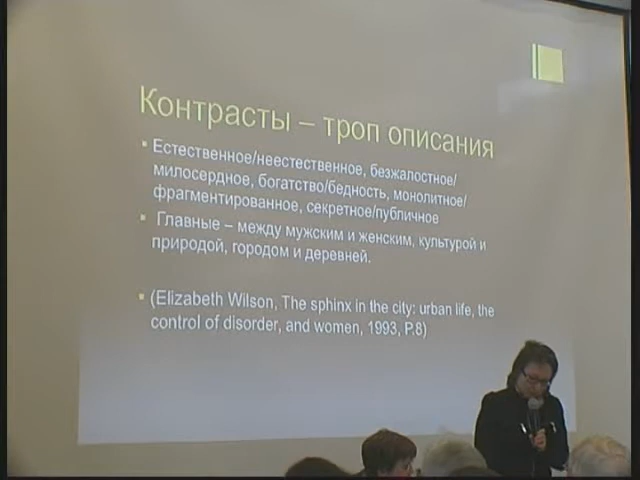 Контрасты – троп описания
Естественное/неестественное, безжалостное/
милосердное, богатство/бедность, монолитное/
фрагментированное, секретное/публичное
Главные – между мужским и женским, культурой и
природой, городом и деревней.
(Elizabeth Wilson, The sphinx in the city: urban life, the
control of disorder, and women, 1993, P.8)